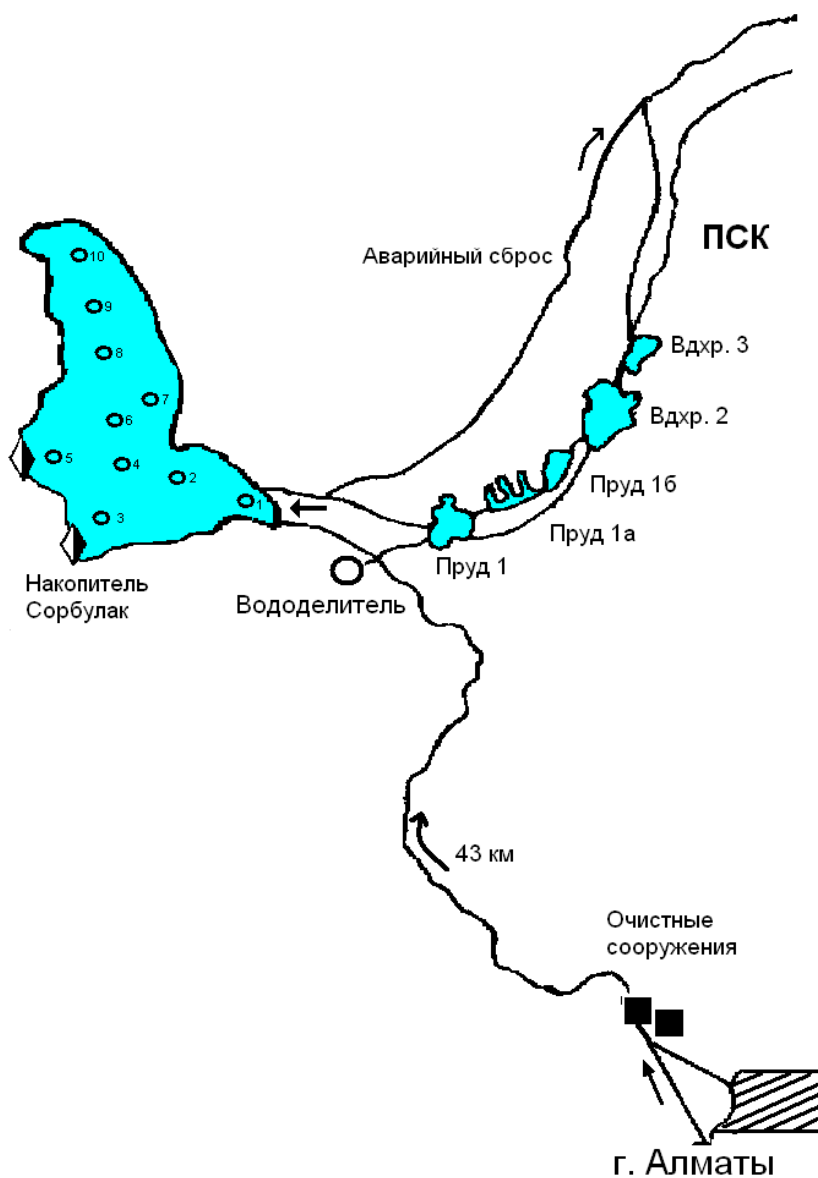 ПСК
Аварийный сброс
10
9
8
7
6
5
4
2
1
3
Вдхр. 3
Вдхр. 2
Пруд 1б
Пруд 1а
Пруд 1
Накопитель
Сорбулак
Вододелитель
43 км
Очистные
сооружения
г. Алматы